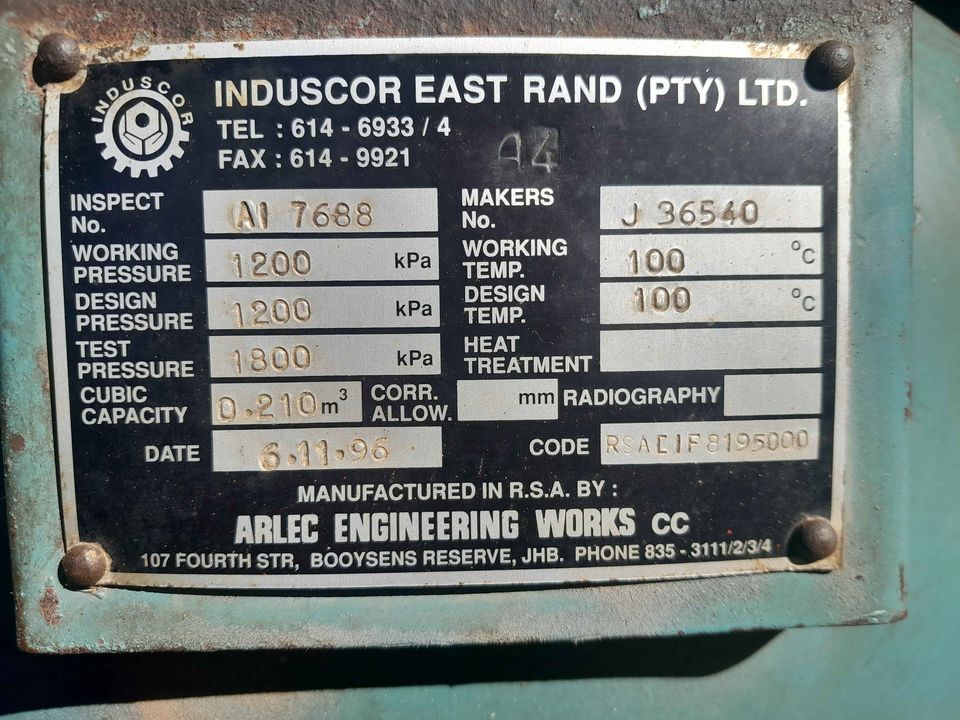 INDUSCOR
INDUSCOR EAST RAND (PTY) LTD.
TEL : 614 - 6933 / 4
FAX : 614 - 9921
A4
INSPECT No. AI 7688
MAKERS No. J 36540
WORKING PRESSURE 1200 kPa
WORKING TEMP. 100 °C
DESIGN PRESSURE 1200 kPa
DESIGN TEMP. 100 °C
TEST PRESSURE 1800 kPa
HEAT TREATMENT
CUBIC CAPACITY 0.210 m³
CORR. ALLOW. mm
RADIOGRAPHY
DATE 6.11.96
CODE RSACIF8195000
MANUFACTURED IN R.S.A. BY :
ARLEC ENGINEERING WORKS CC
107 FOURTH STR, BOOYSENS RESERVE, JHB. PHONE 835 - 3111/2/3/4